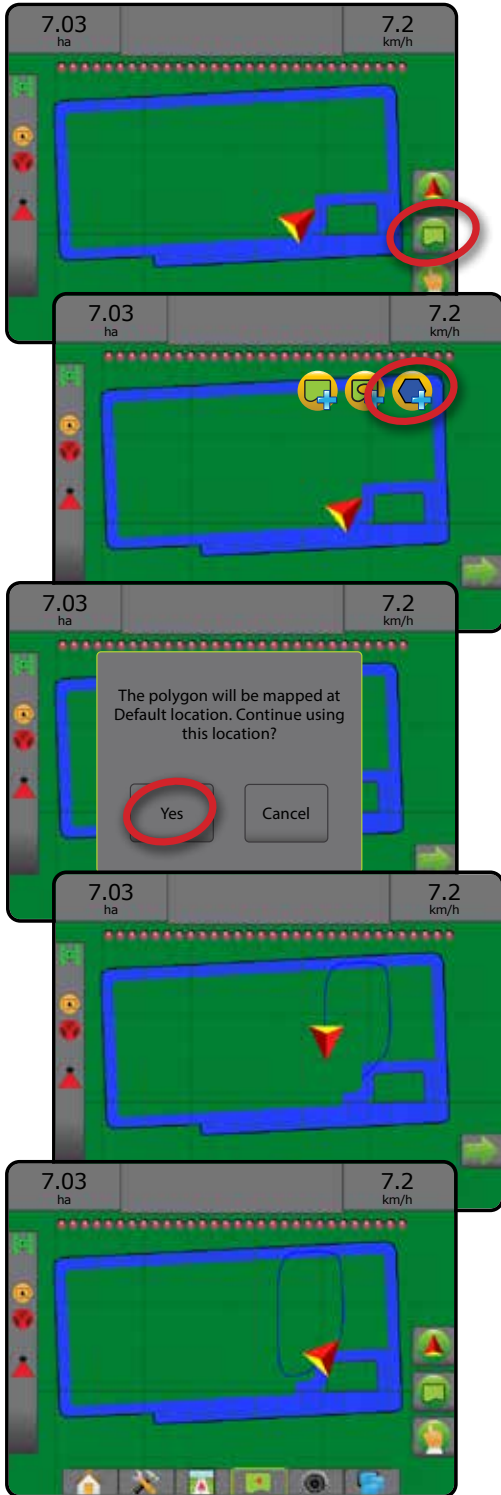 7.03
ha
7.2
km/h
7.03
ha
7.2
km/h
7.03
ha
7.2
km/h
The polygon will be mapped at
Default location. Continue using
this location?
Yes
Cancel
7.03
ha
7.2
km/h
7.03
ha
7.2
km/h